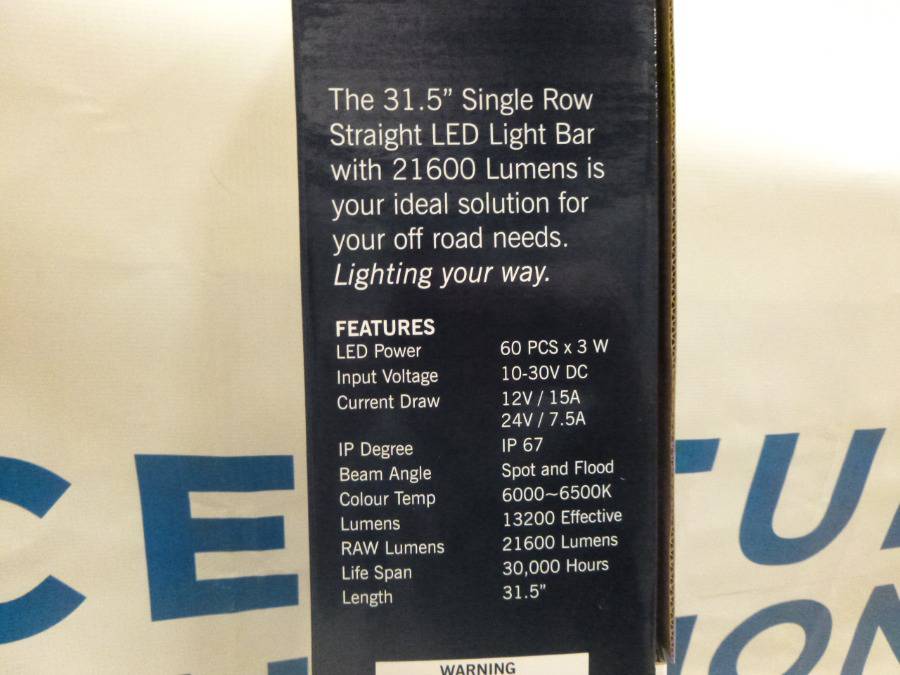 The 31.5" Single Row
Straight LED Light Bar
with 21600 Lumens is
your ideal solution for
your off road needs.
Lighting your way.
FEATURES
LED Power 60 PCS x 3 W
Input Voltage 10-30V DC
Current Draw 12V / 15A
24V / 7.5A
IP Degree IP 67
Beam Angle Spot and Flood
Colour Temp 6000~6500K
Lumens 13200 Effective
RAW Lumens 21600 Lumens
Life Span 30,000 Hours
Length 31.5"
WARNING